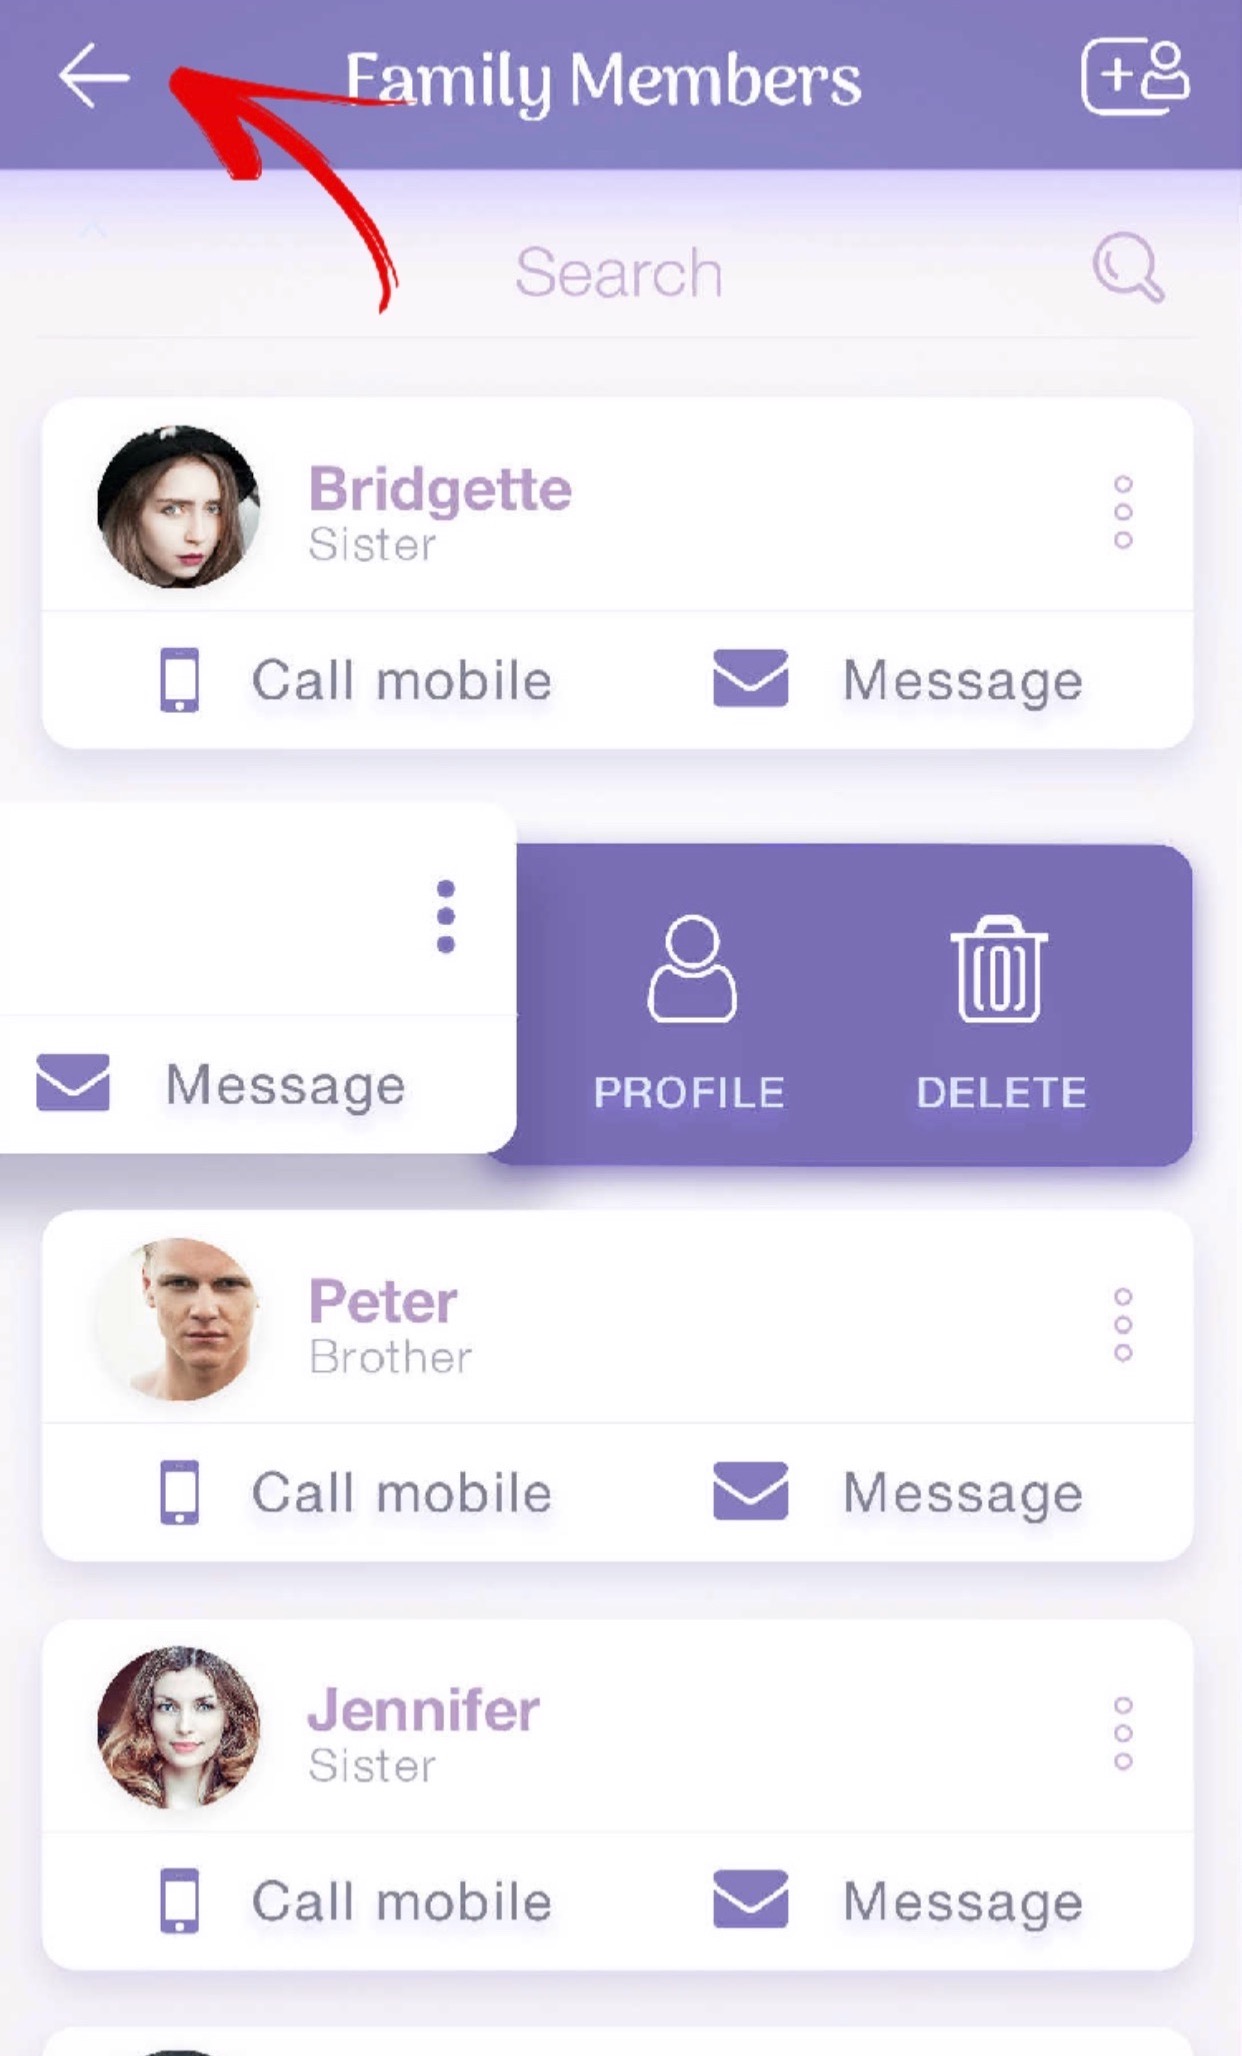 Family Members
Search
Bridgette
Sister
Call mobile Message
Message PROFILE DELETE
Peter
Brother
Call mobile Message
Jennifer
Sister
Call mobile Message